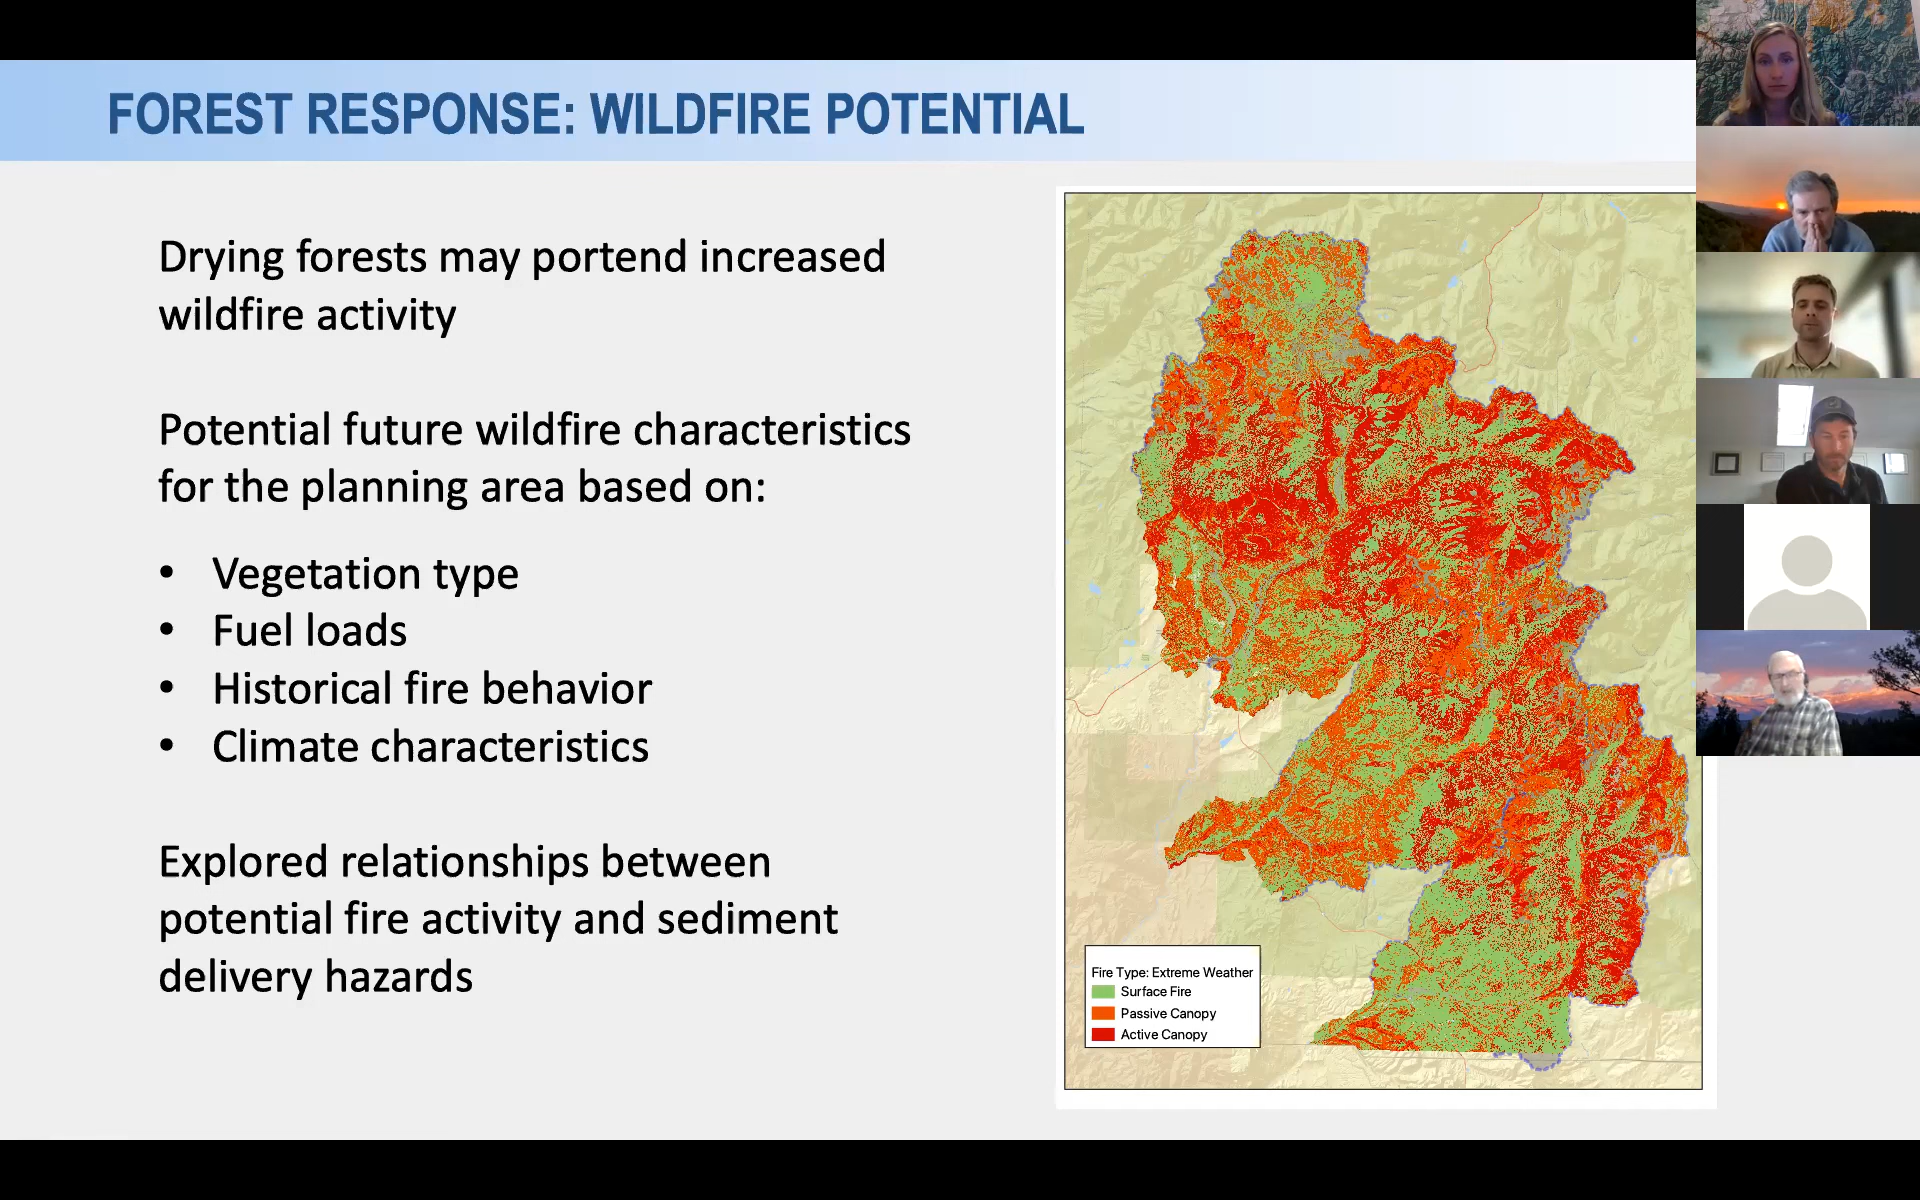 FOREST RESPONSE: WILDFIRE POTENTIAL
Drying forests may portend increased
wildfire activity
Potential future wildfire characteristics
for the planning area based on:
• Vegetation type
• Fuel loads
• Historical fire behavior
• Climate characteristics
Explored relationships between
potential fire activity and sediment
delivery hazards
Fire Type: Extreme Weather
Surface Fire
Passive Canopy
Active Canopy